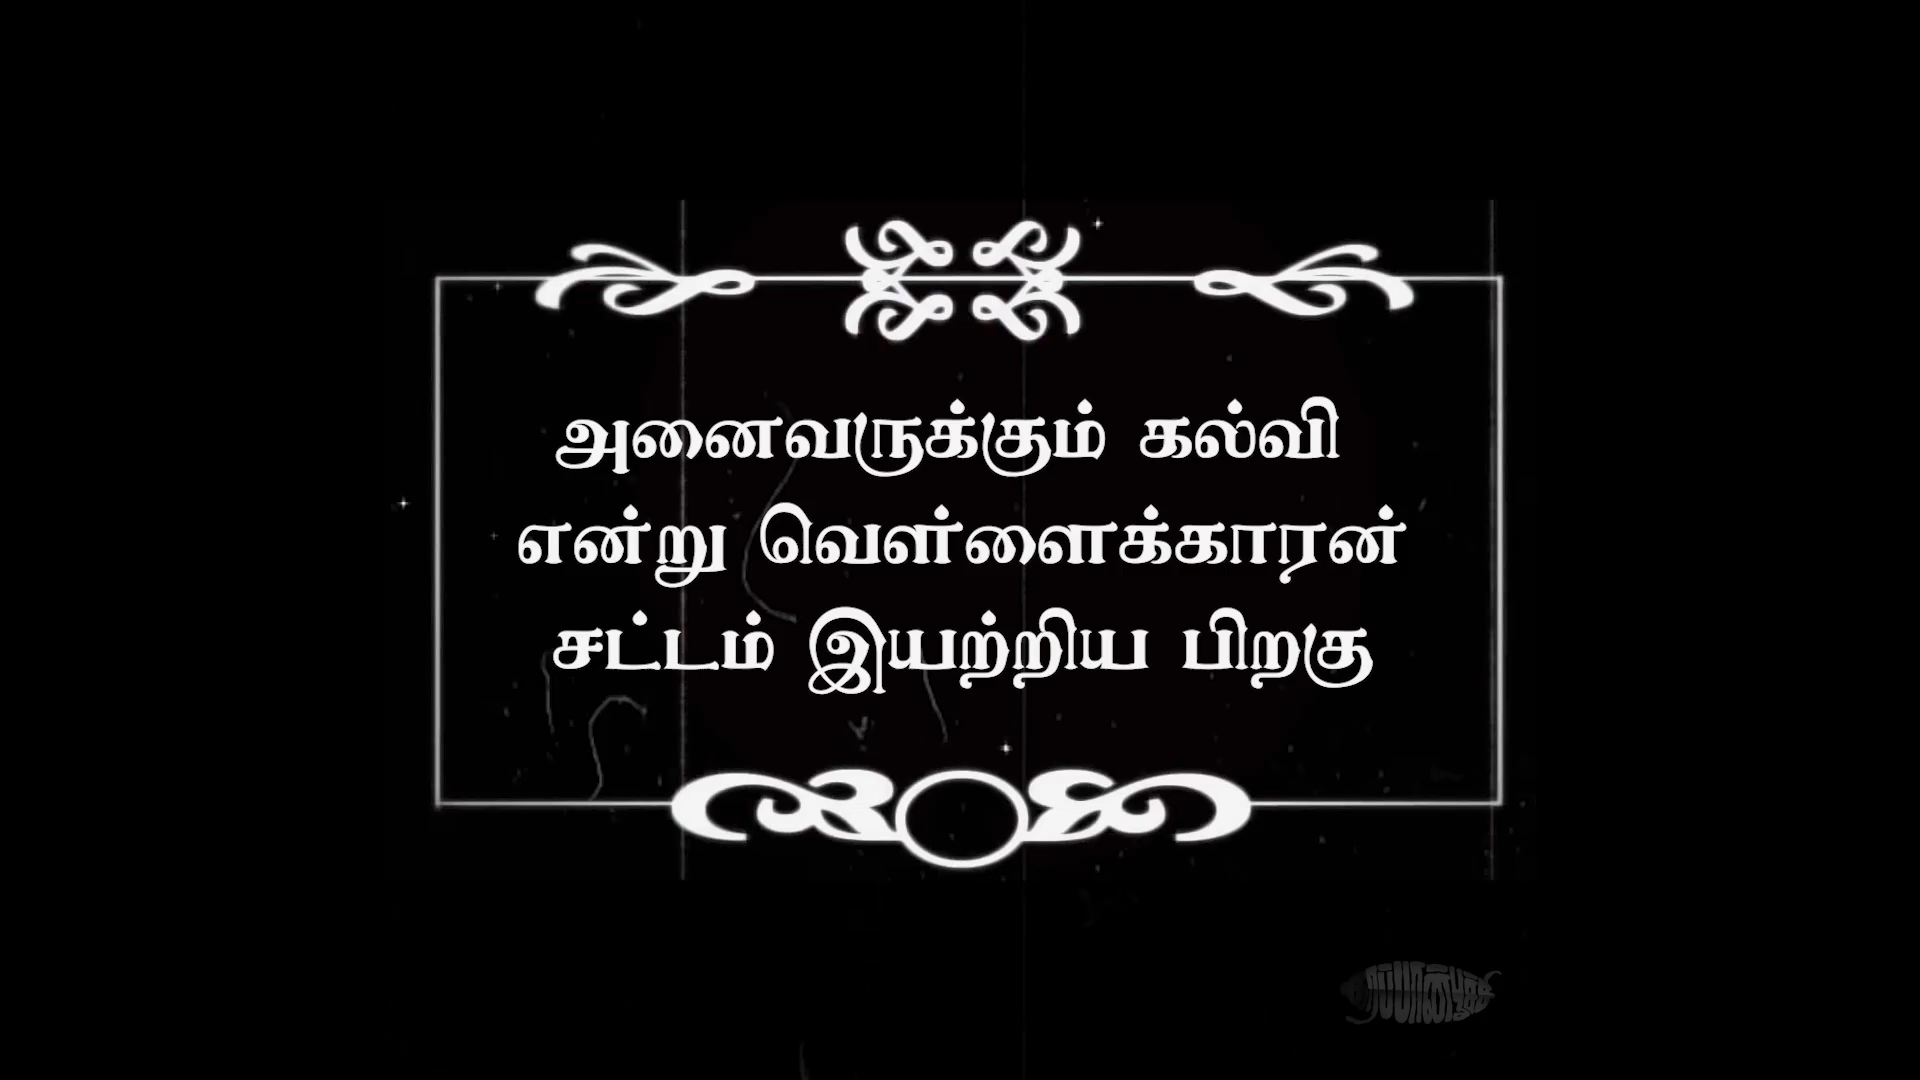 அனைவருக்கும் கல்வி
என்று வெள்ளைக்காரன்
சட்டம் இயற்றிய பிறகு